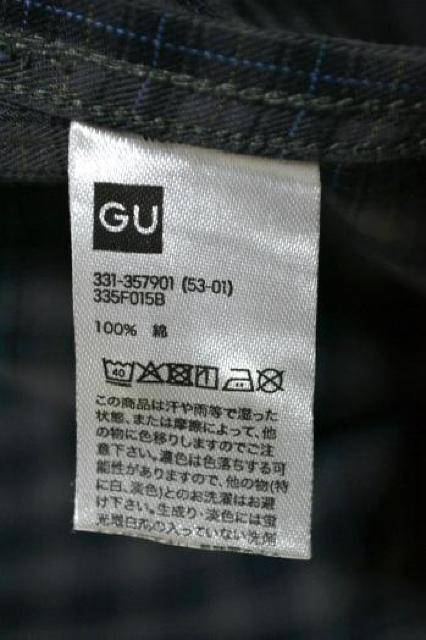 GU
331-357901 (53-01)
335F015B
100% 綿
40
この商品は汗や雨等で湿った
状態、または摩擦によって、他
の物に色移りしますのでご注
意下さい。濃色は色落ちする可
能性がありますので、他の物(特
に白、淡色)とのお洗濯はお避
け下さい。生成り・淡色には蛍
光増白剤の入っていない洗剤